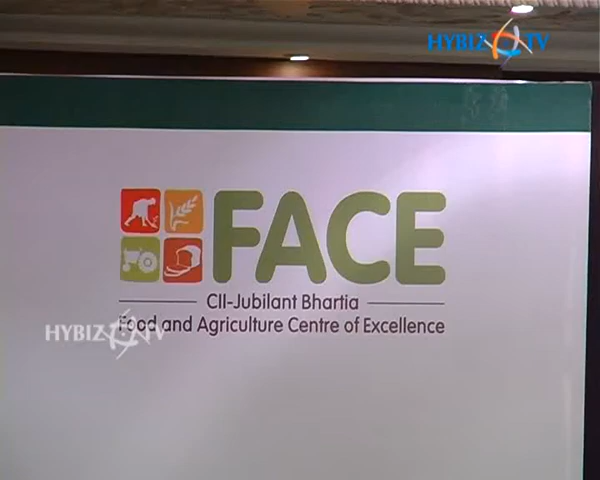 HYBIZ TV
FACE
CII-Jubilant Bhartia
Food and Agriculture Centre of Excellence
HYBIZ TV